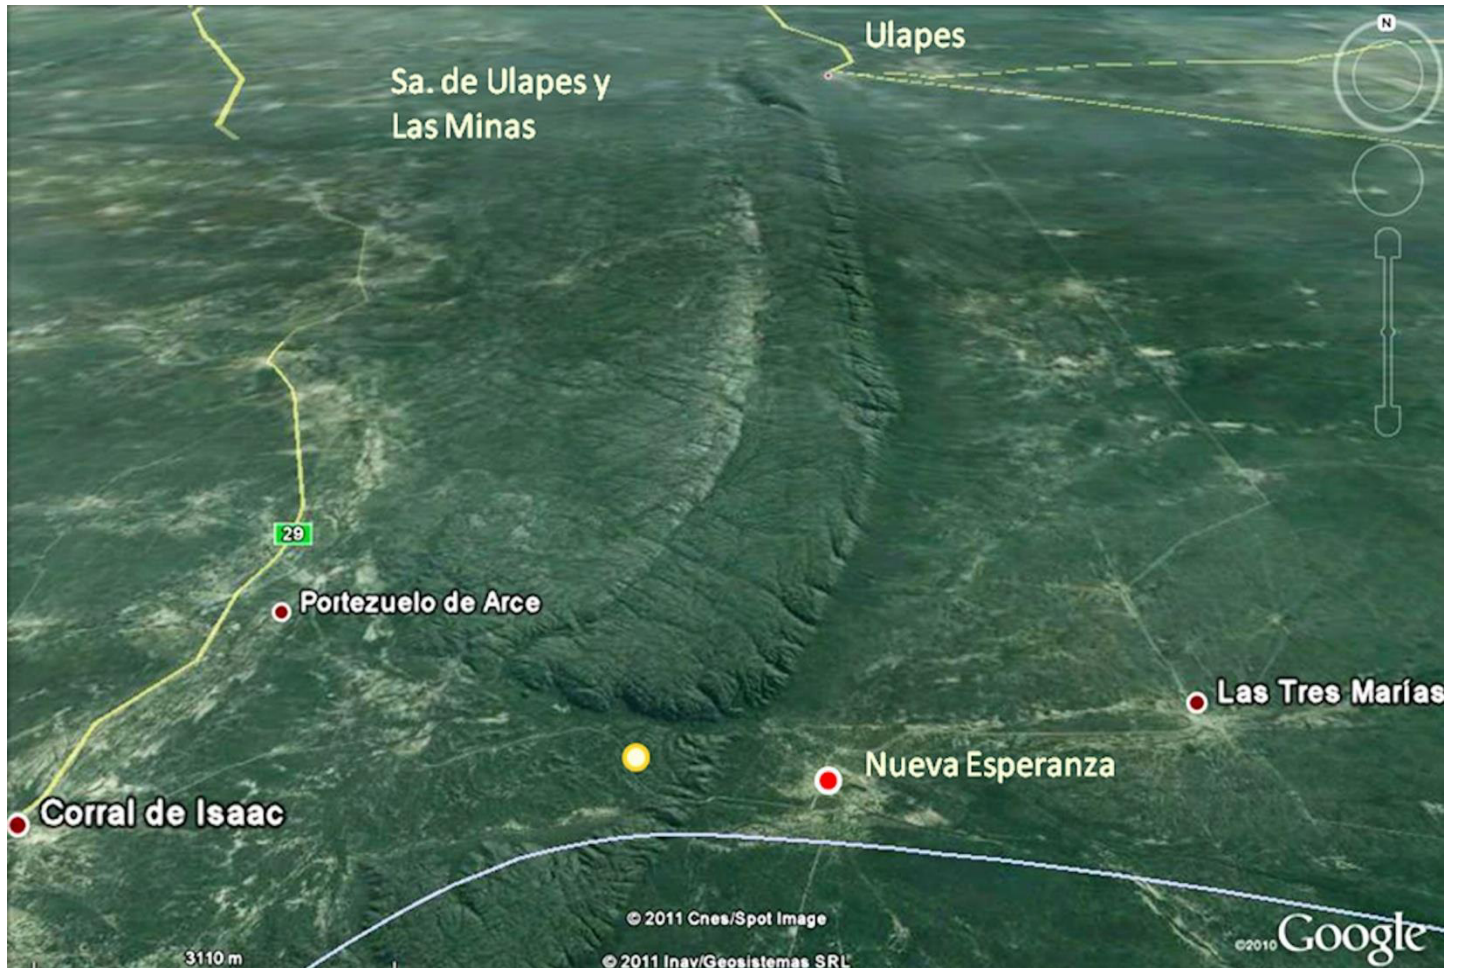 N
Ulapes
Sa. de Ulapes y
Las Minas
29
Portezuelo de Arce
Las Tres Marías
Nueva Esperanza
Corral de Isaac
© 2011 Cnes/Spot Image
©2010 Google
3110 m
© 2011 Inav/Geosistemas SRL